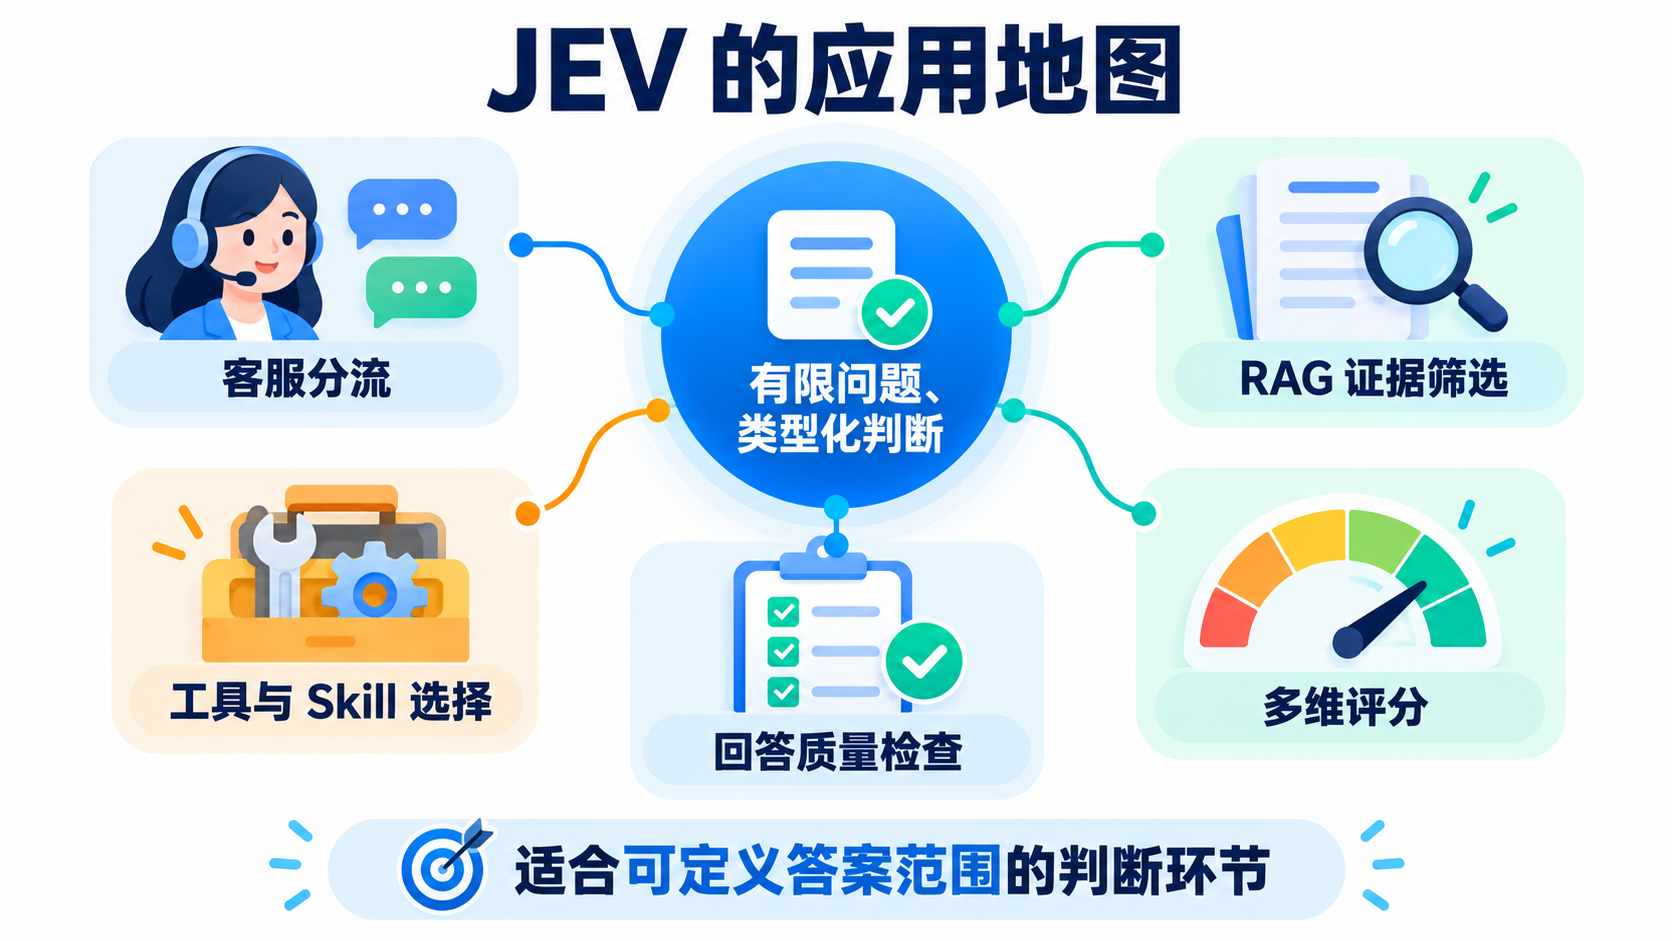 JEV 的应用地图
客服分流
有限问题、
类型化判断
RAG 证据筛选
工具与 Skill 选择
回答质量检查
多维评分
适合可定义答案范围的判断环节